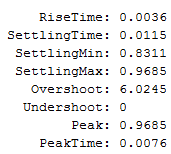 RiseTime: 0.0036
SettlingTime: 0.0115
SettlingMin: 0.8311
SettlingMax: 0.9685
Overshoot: 6.0245
Undershoot: 0
Peak: 0.9685
PeakTime: 0.0076